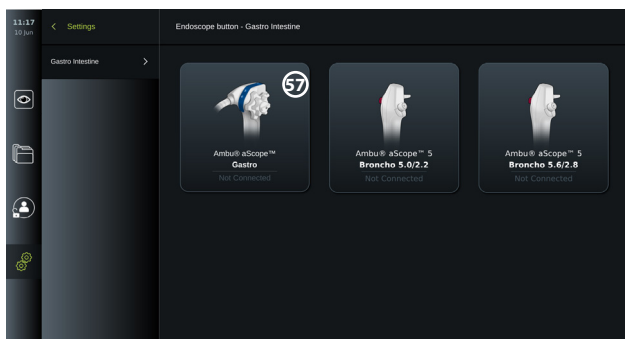 11:17
10 jun
Settings
Endoscope button - Gastro Intestine
Gastro Intestine
57
Ambu® aScope™
Gastro
Not Connected
Ambu® aScope™ 5
Broncho 5.0/2.2
Not Connected
Ambu® aScope™ 5
Broncho 5.6/2.8
Not Connected